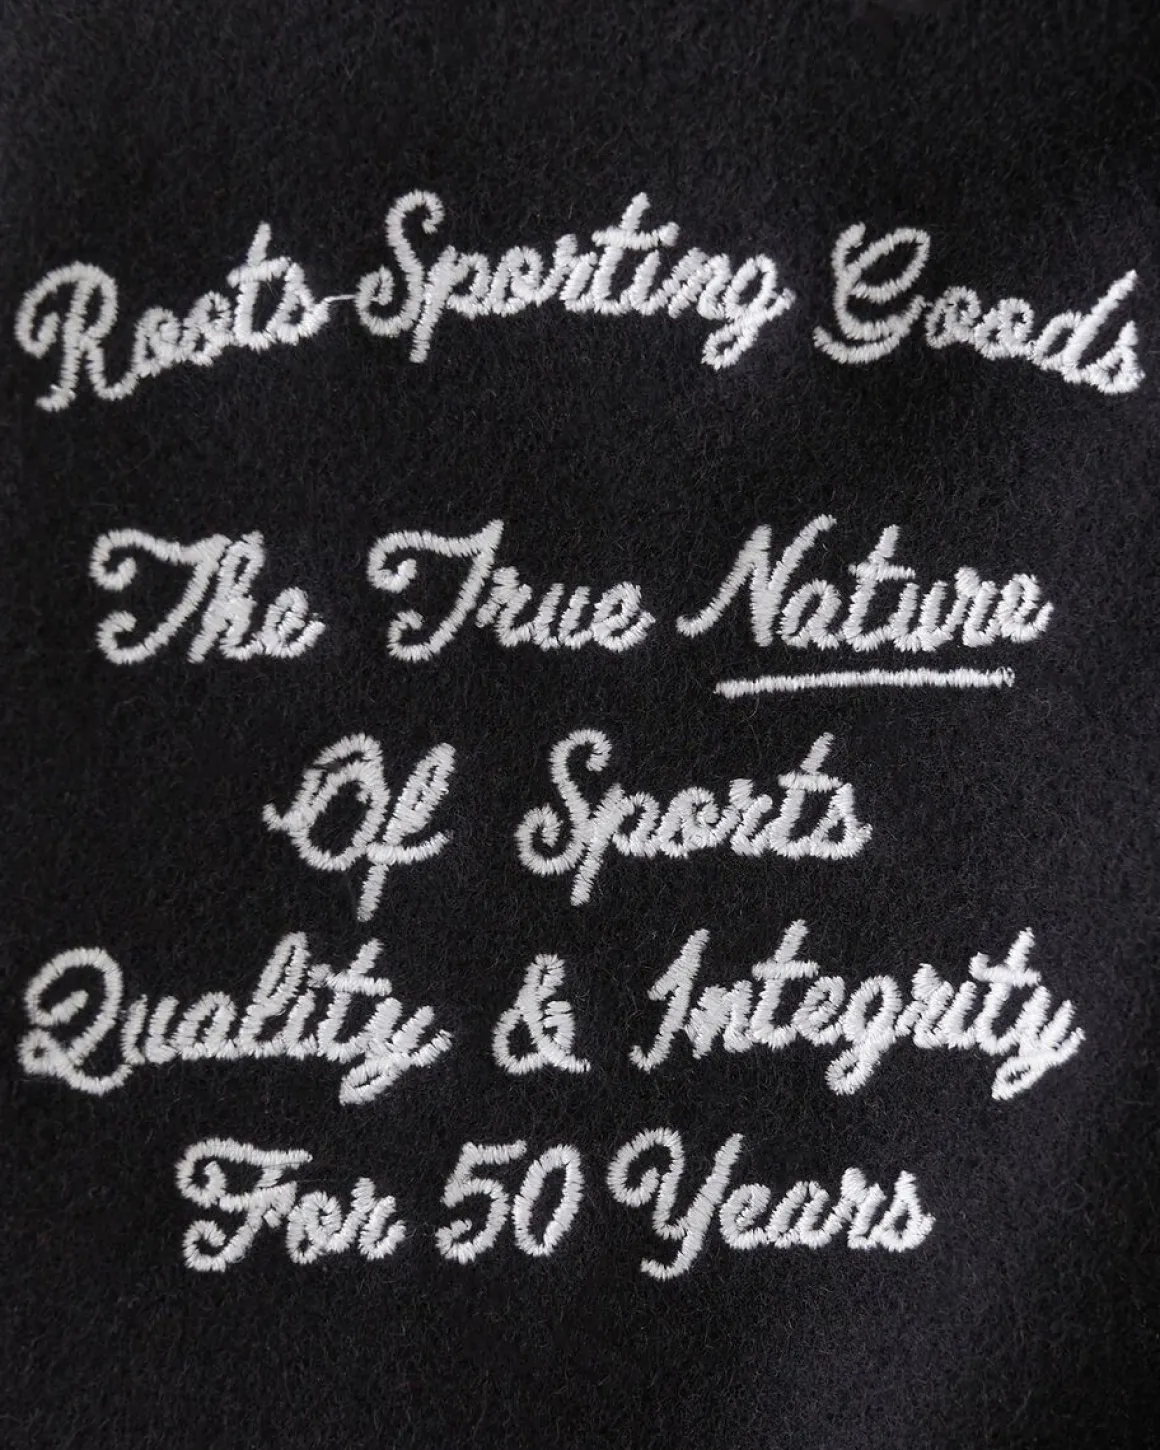 Roots Sporting Goods
The True Nature
Of Sports
Quality & Integrity
For 50 Years